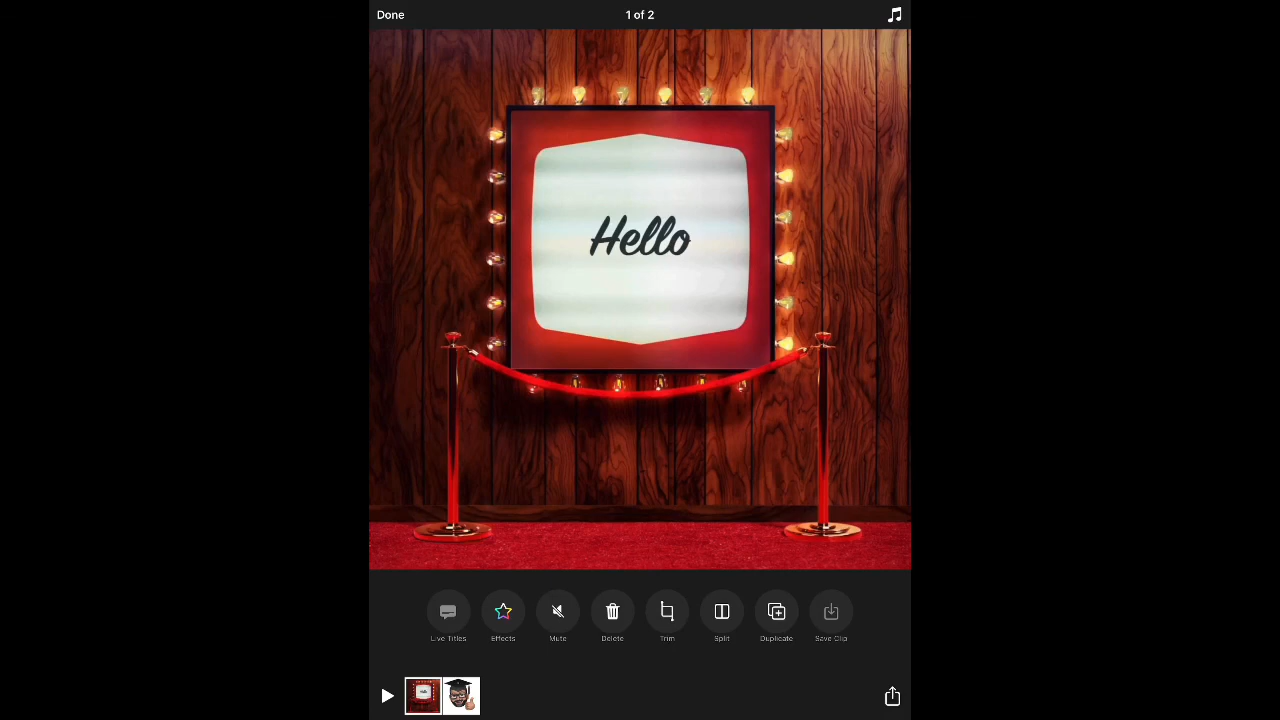 Done
1 of 2
Hello
Live Titles
Effects
Mute
Delete
Trim
Split
Duplicate
Save Clip